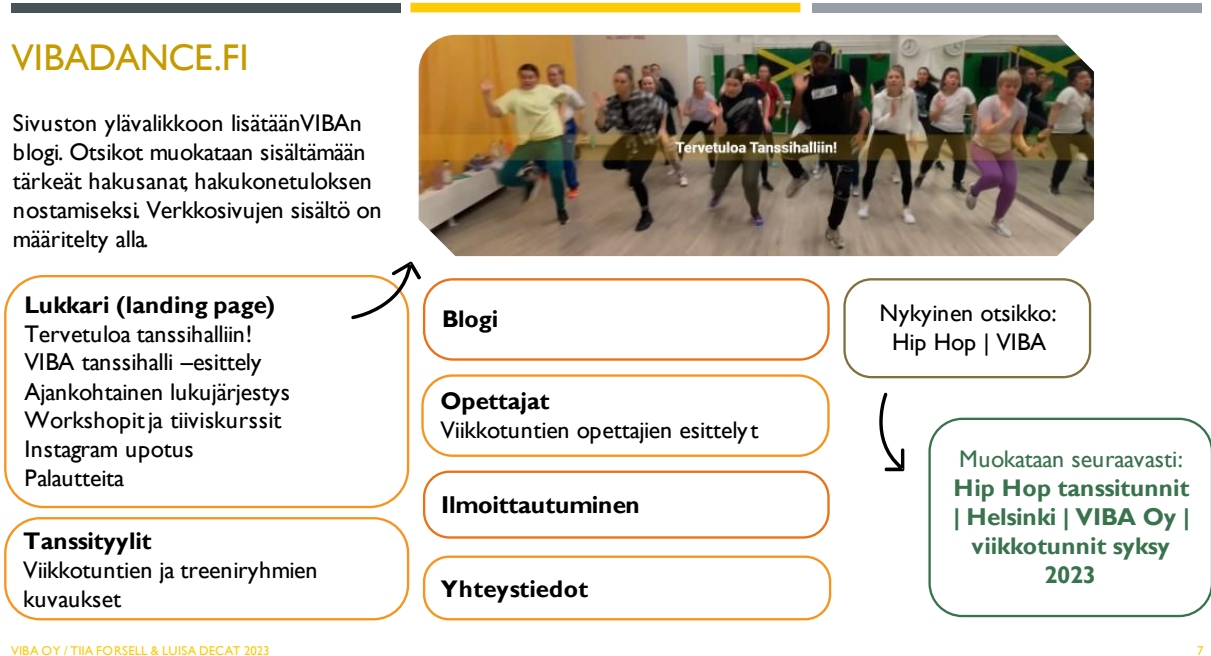 VIBADANCE.FI
Sivuston ylävalikkoon lisätäänVIBAn
blogi. Otsikot muokataan sisältämään
tärkeät hakusanat, hakukonetuloksen
nostamiseksi. Verkkosivujen sisältö on
määritelty alla.
Tervetuloa Tanssihalliin!
Lukkari (landing page)
Tervetuloa tanssihalliin!
VIBA tanssihalli –esittely
Ajankohtainen lukujärjestys
Workshopit ja tiiviskurssit
Instagram upotus
Palautteita
Tanssityylit
Viikkotuntien ja treeniryhmien
kuvaukset
Blogi
Opettajat
Viikkotuntien opettajien esittelyt
Ilmoittautuminen
Yhteystiedot
Nykyinen otsikko:
Hip Hop | VIBA
Muokataan seuraavasti:
Hip Hop tanssitunnit
| Helsinki | VIBA Oy |
viikkotunnit syksy
2023
VIBA OY / TIIA FORSELL & LUISA DECAT 2023
7